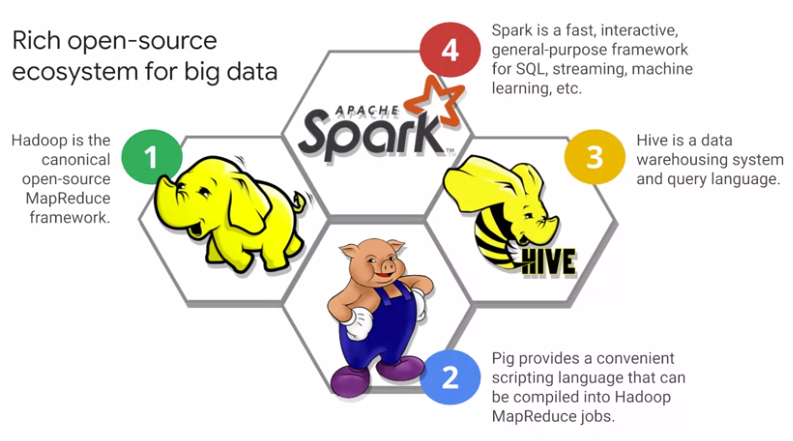 Rich open-source
ecosystem for big data
Hadoop is the
canonical
open-source
MapReduce
framework.
1
4
Spark is a fast, interactive,
general-purpose framework
for SQL, streaming, machine
learning, etc.
APACHE
Spark™
3
Hive is a data
warehousing system
and query language.
HIVE
2
Pig provides a convenient
scripting language that can
be compiled into Hadoop
MapReduce jobs.